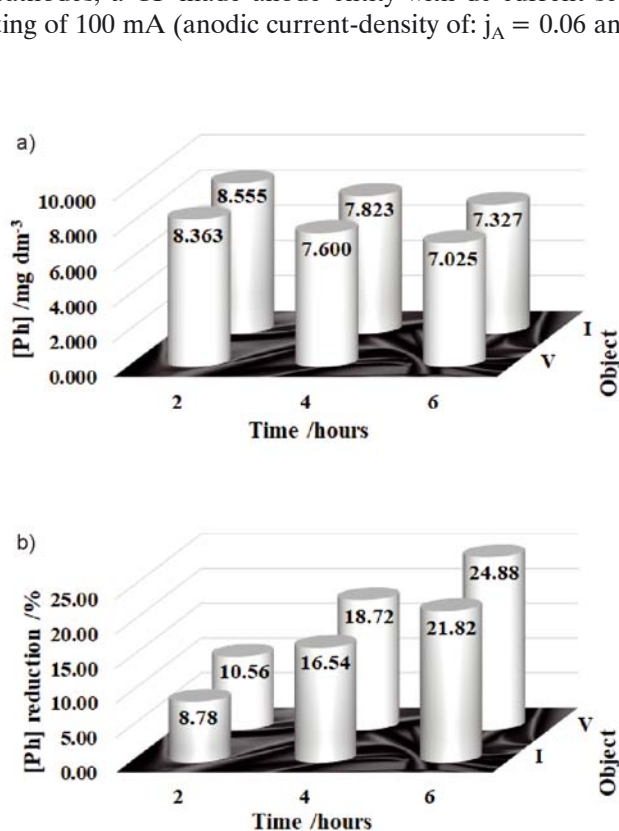 ting of 100 mA (anodic current-density of: jA = 0.06 an
a)
10.000
8.000
6.000
4.000
2.000
0.000
[Ph] /mg dm-3
8.555
7.823
7.327
8.363
7.600
7.025
I
V
Object
2 4 6
Time /hours
b)
25.00
20.00
15.00
10.00
5.00
0.00
[Ph] reduction /%
24.88
18.72
21.82
10.56
16.54
8.78
V
I
Object
2 4 6
Time /hours